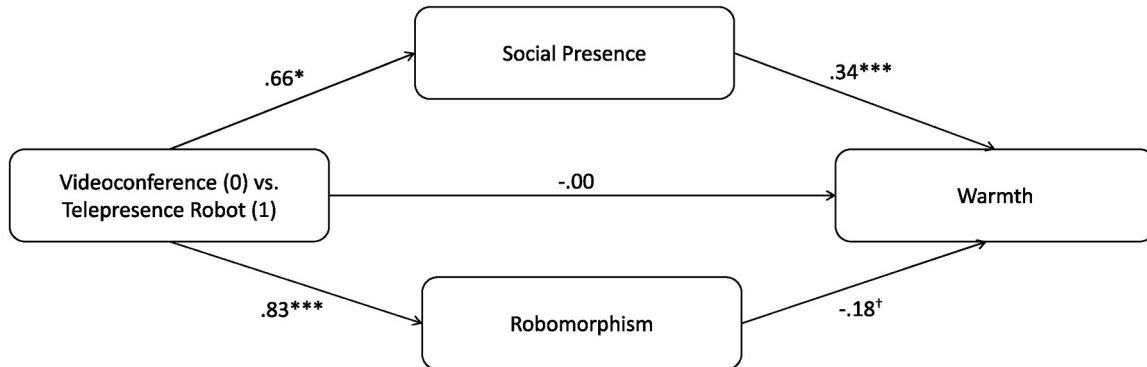 Social Presence
.66*
.34***
Videoconference (0) vs.
Telepresence Robot (1)
-.00
Warmth
.83***
Robomorphism
-.18†